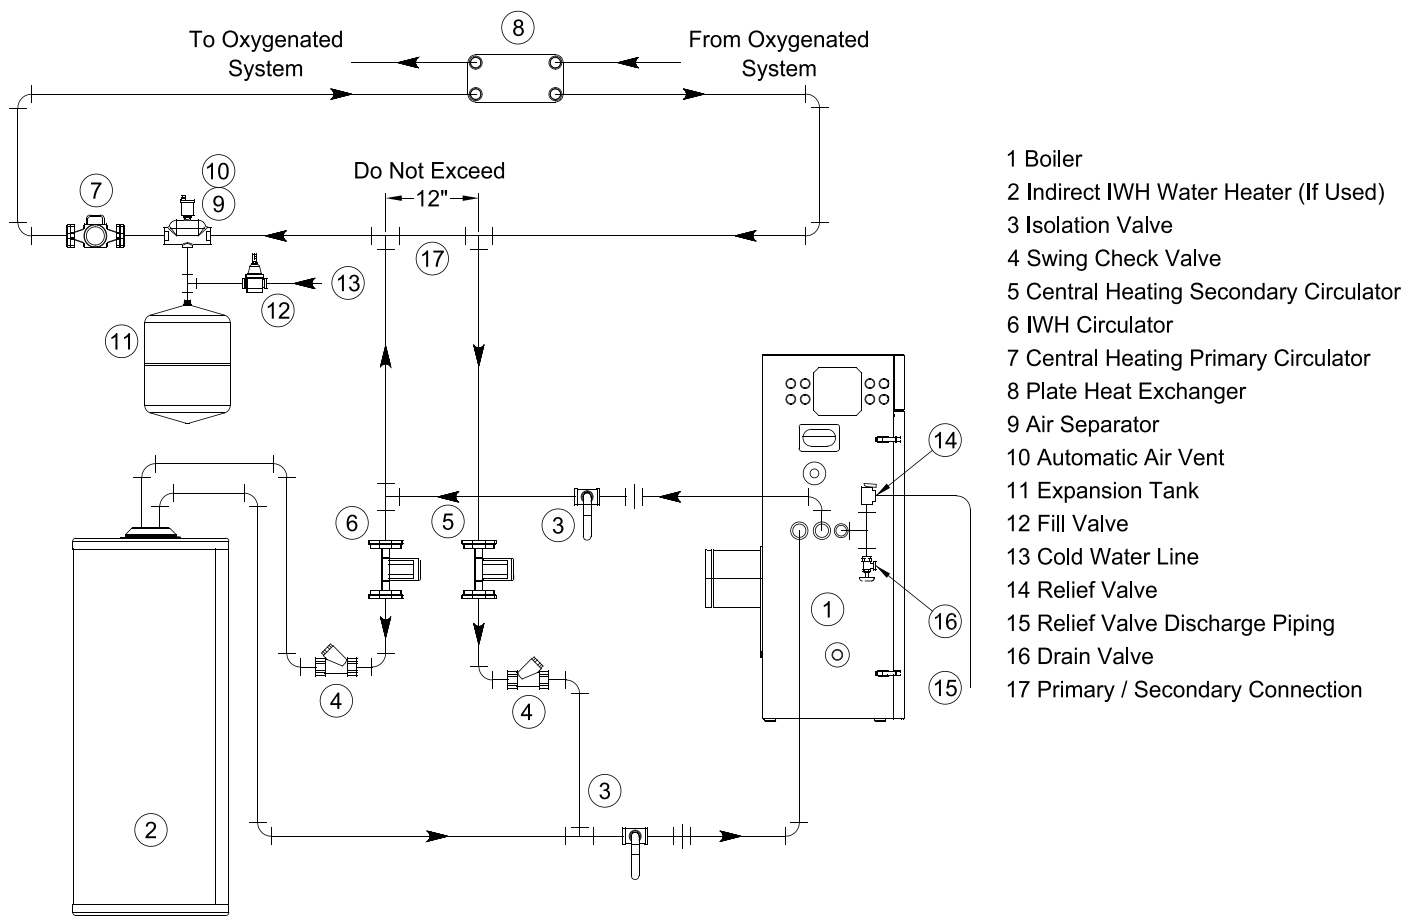 8
To Oxygenated
System
From Oxygenated
System
Do Not Exceed
12"
10
7
9
17
13
12
11
14
6
5
3
1
16
15
4
4
3
2
1 Boiler
2 Indirect IWH Water Heater (If Used)
3 Isolation Valve
4 Swing Check Valve
5 Central Heating Secondary Circulator
6 IWH Circulator
7 Central Heating Primary Circulator
8 Plate Heat Exchanger
9 Air Separator
10 Automatic Air Vent
11 Expansion Tank
12 Fill Valve
13 Cold Water Line
14 Relief Valve
15 Relief Valve Discharge Piping
16 Drain Valve
17 Primary / Secondary Connection